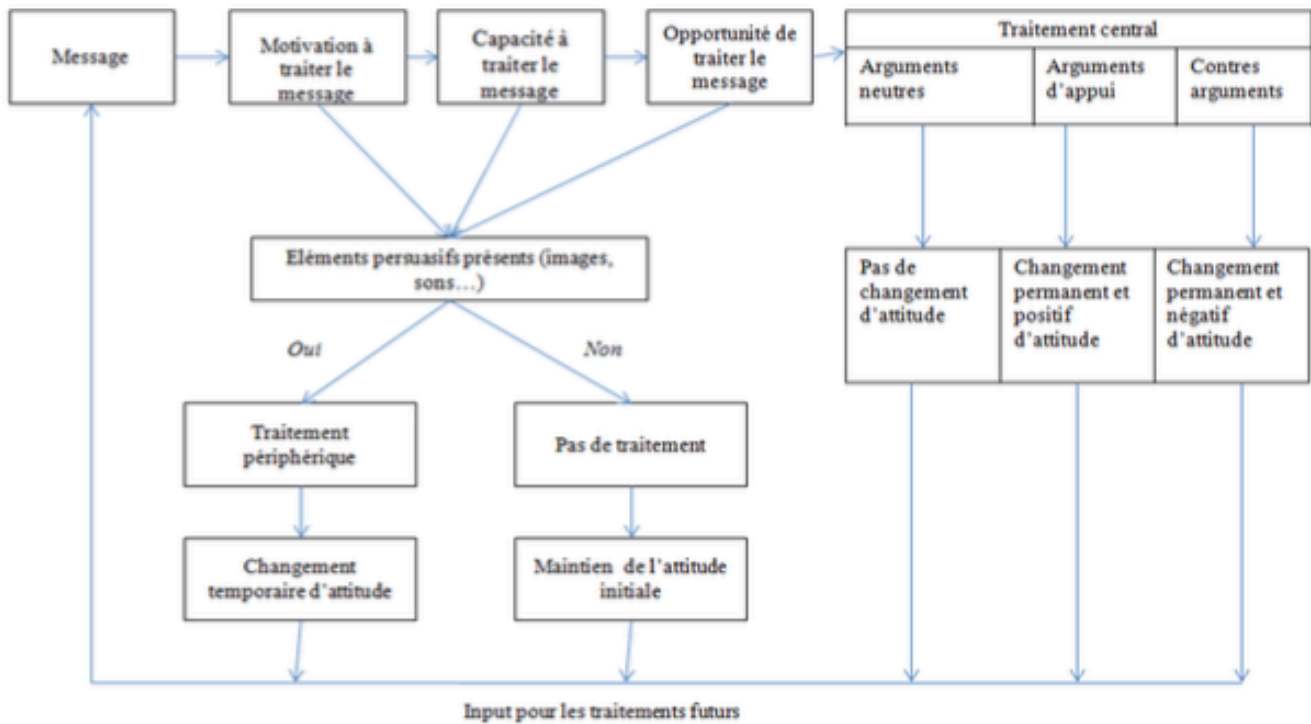 Message
Motivation à
traiter le
message
Capacité à
traiter le
message
Opportunité de
traiter le
message
Traitement central
Arguments
neutres
Arguments
d'appui
Contres
arguments
Eléments persuasifs présents (images,
sons…)
Pas de
changement
d'attitude
Changement
permanent et
positif
d'attitude
Changement
permanent et
négatif
d'attitude
Oui
Non
Traitement
périphérique
Pas de traitement
Changement
temporaire d'attitude
Maintien de l'attitude
initiale
Input pour les traitements futurs